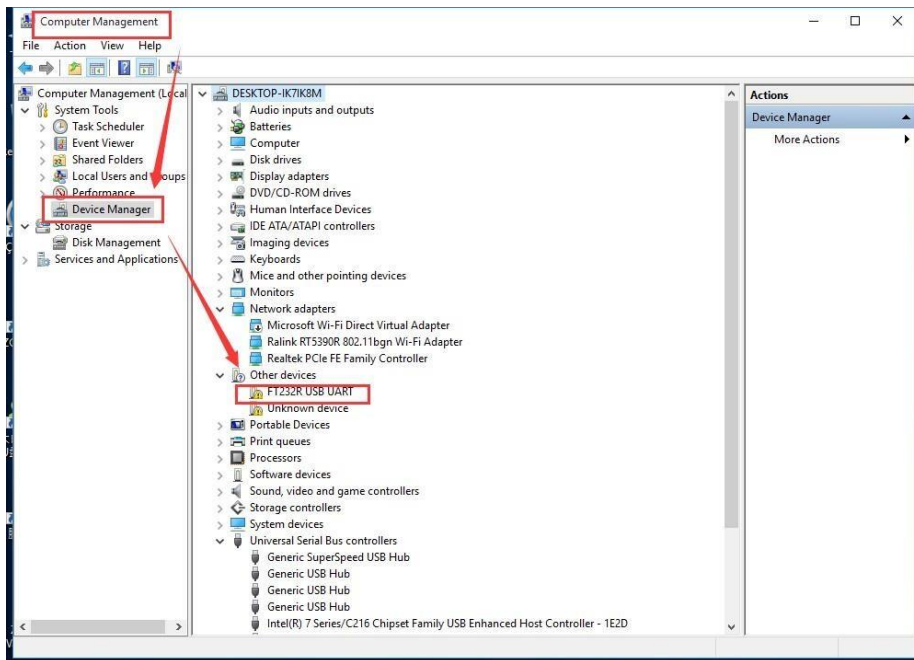 Computer Management
File Action View Help
Computer Management (Local
System Tools
Task Scheduler
Event Viewer
Shared Folders
Local Users and Groups
Performance
Device Manager
Storage
Disk Management
Services and Applications
DESKTOP-IK7IK8M
Audio inputs and outputs
Batteries
Computer
Disk drives
Display adapters
DVD/CD-ROM drives
Human Interface Devices
IDE ATA/ATAPI controllers
Imaging devices
Keyboards
Mice and other pointing devices
Monitors
Network adapters
Microsoft Wi-Fi Direct Virtual Adapter
Ralink RT5390R 802.11bgn Wi-Fi Adapter
Realtek PCIe FE Family Controller
Other devices
FT232R USB UART
Unknown device
Portable Devices
Print queues
Processors
Software devices
Sound, video and game controllers
Storage controllers
System devices
Universal Serial Bus controllers
Generic SuperSpeed USB Hub
Generic USB Hub
Generic USB Hub
Generic USB Hub
Intel(R) 7 Series/C216 Chipset Family USB Enhanced Host Controller - 1E2D
Actions
Device Manager
More Actions